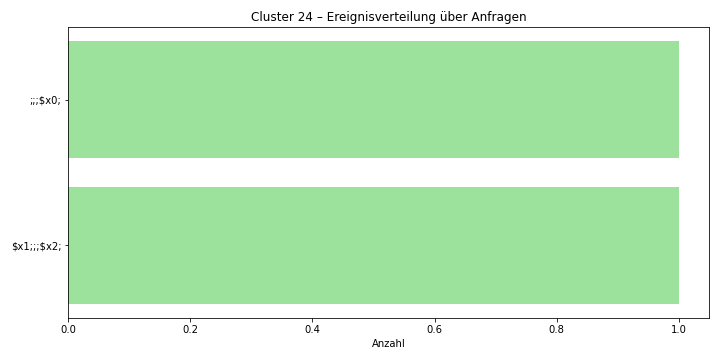 Cluster 24 – Ereignisverteilung über Anfragen
;;;$x0;
$x1;;;$x2;
0.0 0.2 0.4 0.6 0.8 1.0
Anzahl